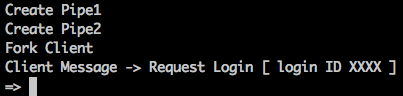 Create Pipe1
Create Pipe2
Fork Client
Client Message -> Request Login [ login ID XXXX ]
=>